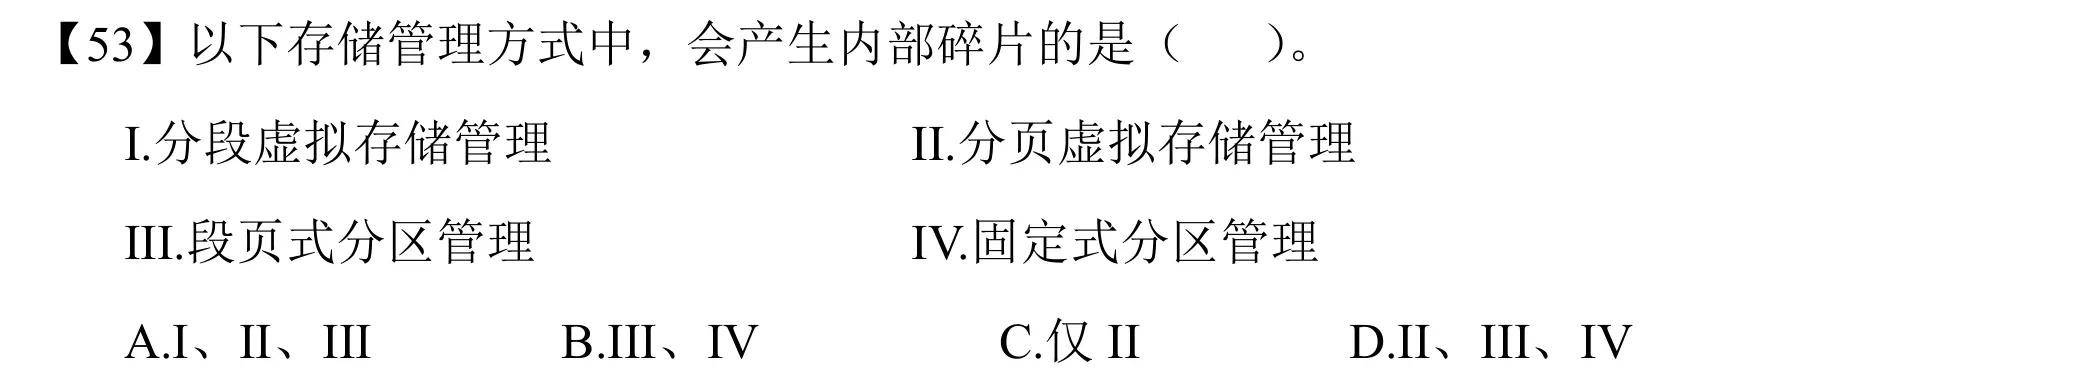 【53】以下存储管理方式中，会产生内部碎片的是（　　）。
I.分段虚拟存储管理　　II.分页虚拟存储管理
III.段页式分区管理　　IV.固定式分区管理
A.I、II、III　　B.III、IV　　C.仅 II　　D.II、III、IV